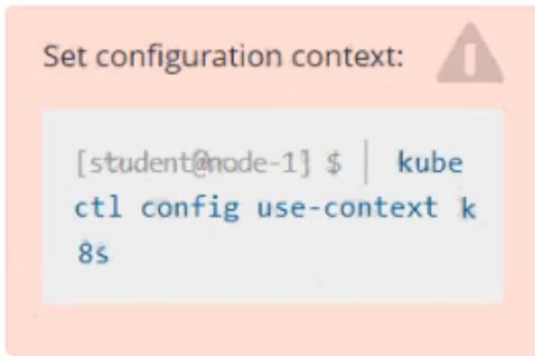 Set configuration context:
[student@node-1] $ | kube
ctl config use-context k
8s